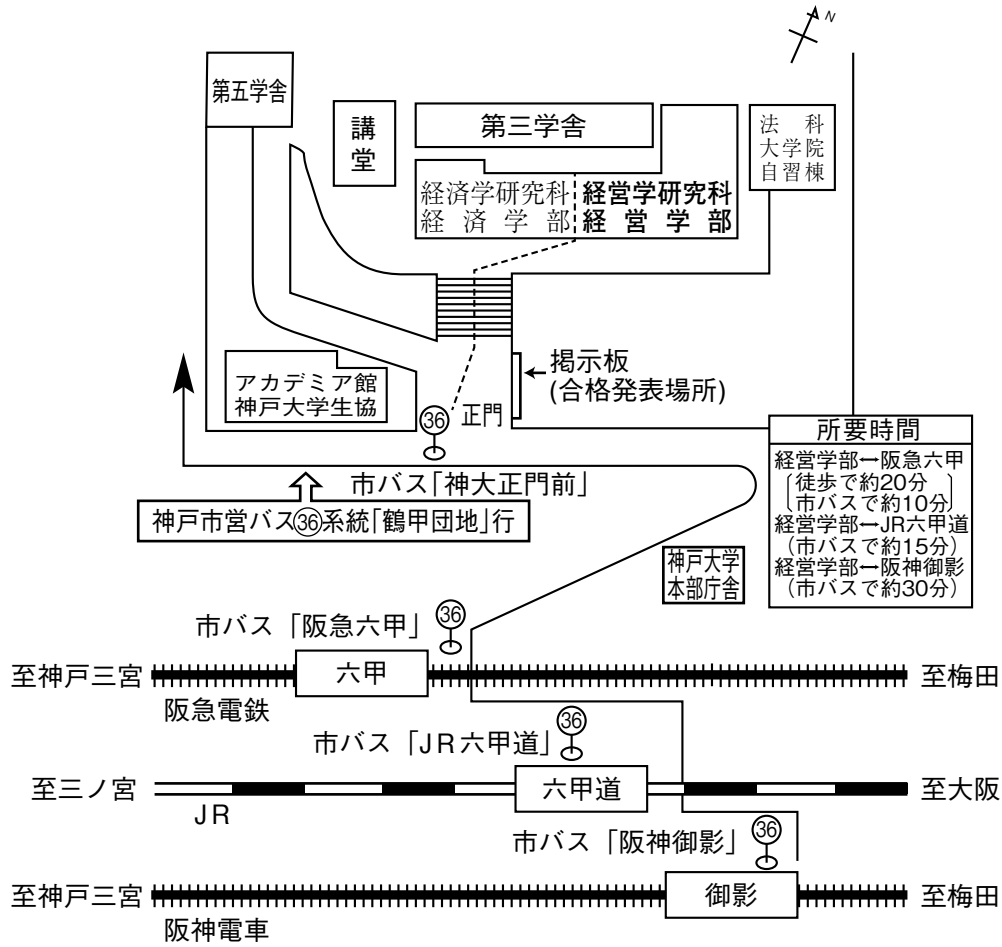 N
第五学舎
講
堂
第三学舎
法科
大学院
自習棟
経済学研究科
経済学部
経営学研究科
経営学部
掲示板
(合格発表場所)
アカデミア館
神戸大学生協
㊱
正門
市バス「神大正門前」
神戸市営バス㊱系統「鶴甲団地」行
所要時間
経営学部↔阪急六甲
〔徒歩で約20分
市バスで約10分〕
経営学部↔JR六甲道
(市バスで約15分)
経営学部↔阪神御影
(市バスで約30分)
神戸大学
本部庁舎
市バス「阪急六甲」
㊱
至神戸三宮
六甲
至梅田
阪急電鉄
市バス「JR六甲道」
㊱
至三ノ宮
六甲道
至大阪
JR
市バス「阪神御影」
㊱
至神戸三宮
御影
至梅田
阪神電車